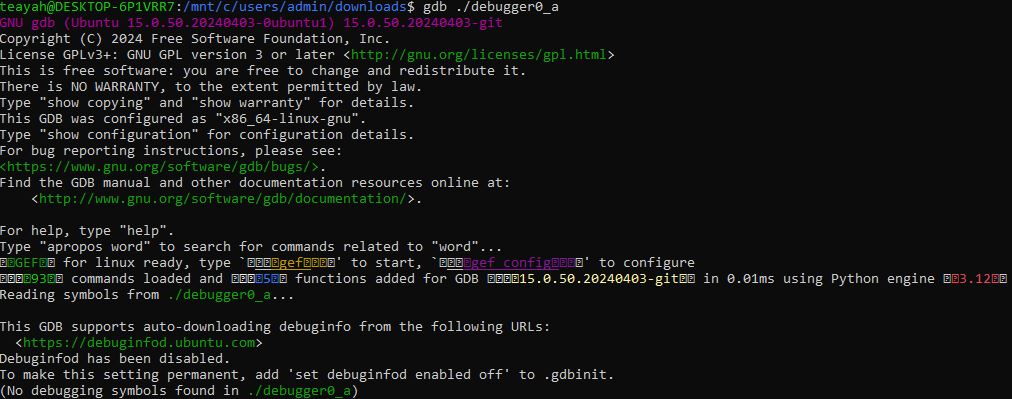 teayah@DESKTOP-6P1VRR7:/mnt/c/users/admin/downloads$ gdb ./debugger0_a
GNU gdb (Ubuntu 15.0.50.20240403-0ubuntu1) 15.0.50.20240403-git
Copyright (C) 2024 Free Software Foundation, Inc.
License GPLv3+: GNU GPL version 3 or later <http://gnu.org/licenses/gpl.html>
This is free software: you are free to change and redistribute it.
There is NO WARRANTY, to the extent permitted by law.
Type "show copying" and "show warranty" for details.
This GDB was configured as "x86_64-linux-gnu".
Type "show configuration" for configuration details.
For bug reporting instructions, please see:
<https://www.gnu.org/software/gdb/bugs/>.
Find the GDB manual and other documentation resources online at:
    <http://www.gnu.org/software/gdb/documentation/>.

For help, type "help".
Type "apropos word" to search for commands related to "word"...
GEF for linux ready, type `gef' to start, `gef config' to configure
93 commands loaded and 5 functions added for GDB 15.0.50.20240403-git in 0.01ms using Python engine 3.12
Reading symbols from ./debugger0_a...

This GDB supports auto-downloading debuginfo from the following URLs:
  <https://debuginfod.ubuntu.com>
Debuginfod has been disabled.
To make this setting permanent, add 'set debuginfod enabled off' to .gdbinit.
(No debugging symbols found in ./debugger0_a)